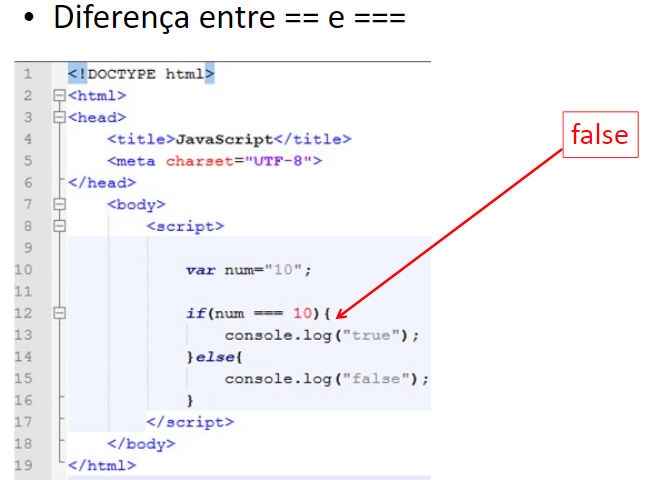 • Diferença entre == e ===
1 <!DOCTYPE html>
2 <html>
3 <head>
4 <title>JavaScript</title>
5 <meta charset="UTF-8">
6 </head>
7 <body>
8 <script>
9
10 var num="10";
11
12 if(num === 10){
false
13 console.log("true");
14 }else{
15 console.log("false");
16 }
17 </script>
18 </body>
19 </html>